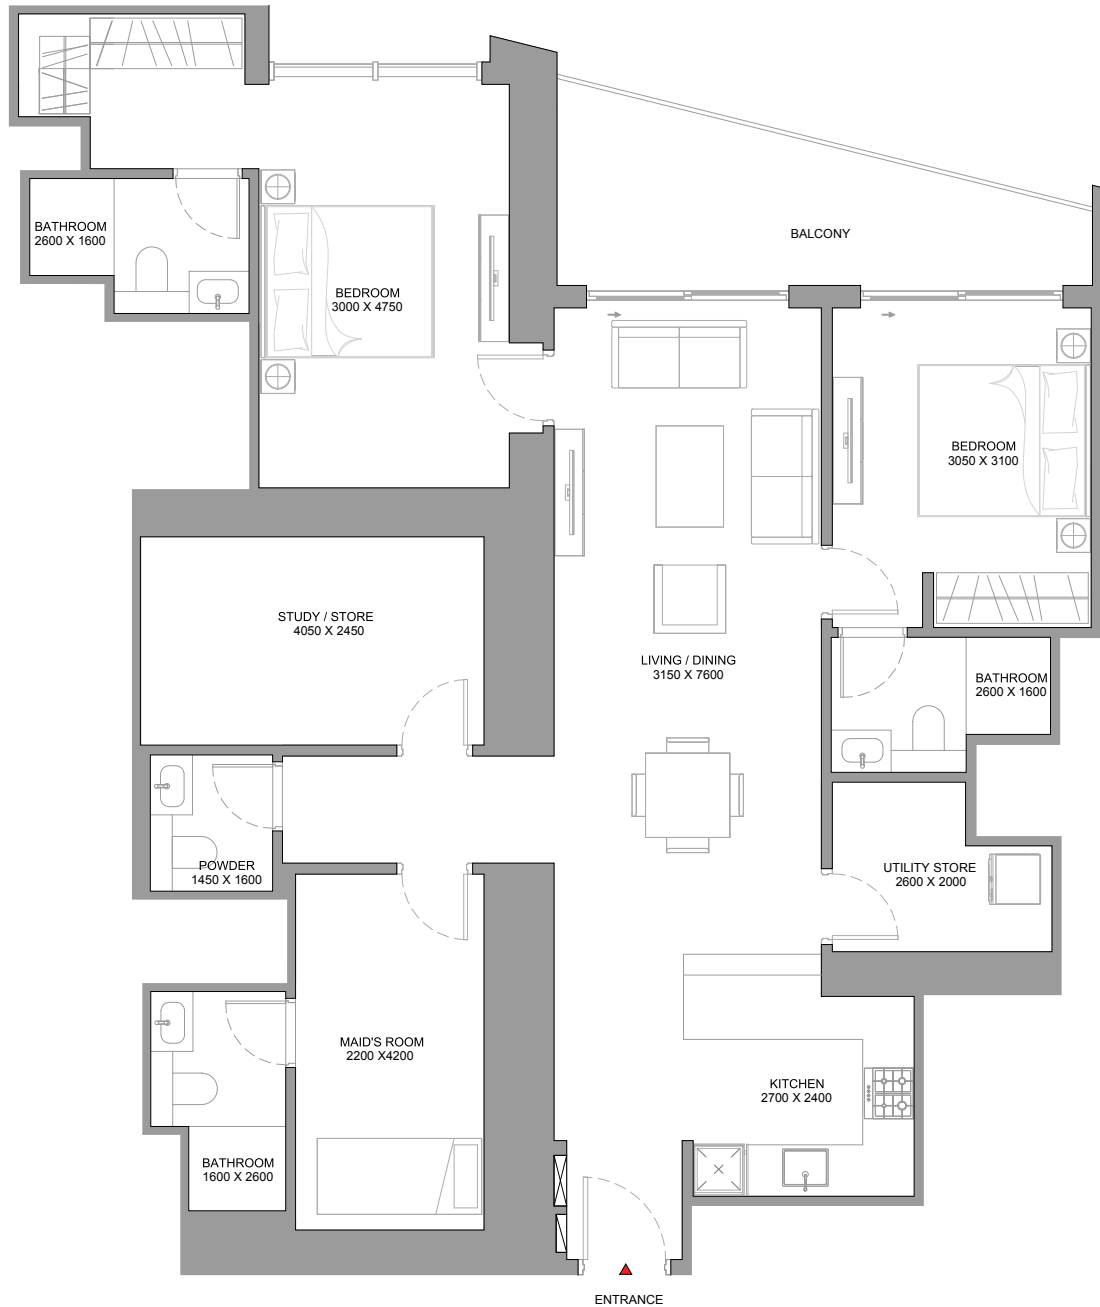 BATHROOM
2600 X 1600
BALCONY
BEDROOM
3000 X 4750
BEDROOM
3050 X 3100
STUDY / STORE
4050 X 2450
LIVING / DINING
3150 X 7600
BATHROOM
2600 X 1600
POWDER
1450 X 1600
UTILITY STORE
2600 X 2000
MAID'S ROOM
2200 X4200
KITCHEN
2700 X 2400
BATHROOM
1600 X 2600
ENTRANCE